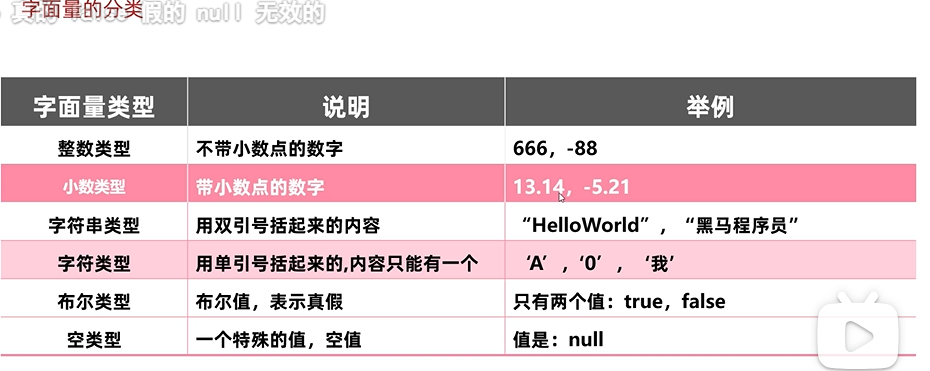 字面量的分类
真的 false 假的 null 无效的
字面量类型 说明 举例
整数类型 不带小数点的数字 666，-88
小数类型 带小数点的数字 13.14，-5.21
字符串类型 用双引号括起来的内容 “HelloWorld”，“黑马程序员”
字符类型 用单引号括起来的,内容只能有一个 ‘A’，‘0’，‘我’
布尔类型 布尔值，表示真假 只有两个值：true，false
空类型 一个特殊的值，空值 值是：null